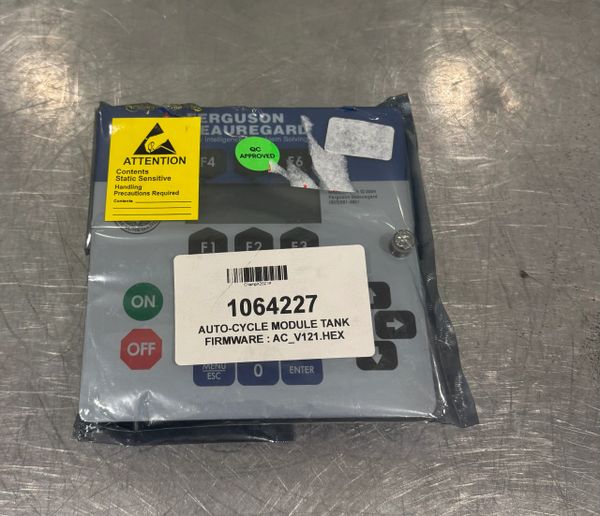 FERGUSON
BEAUREGARD
ATTENTION
Contents
Static Sensitive
Handling
Precautions Required
Contents
QC
APPROVED
F4
F6
F1
F2
F3
ON
OFF
1064227
AUTO-CYCLE MODULE TANK
FIRMWARE : AC_V121.HEX
MENU
ESC
0
ENTER